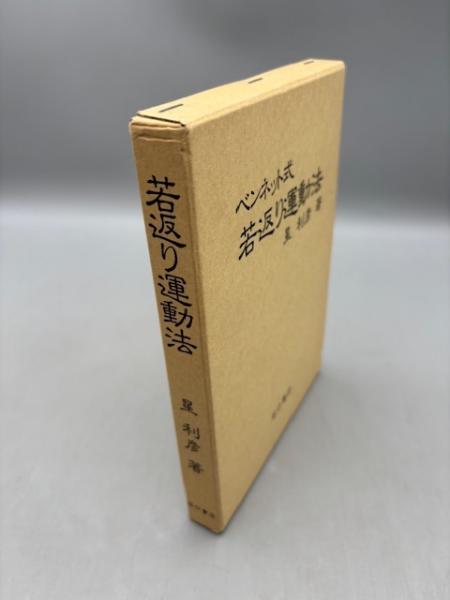 ベンネット式
若返り運動法
星 利彦 著
若返り運動法
星 利彦 著